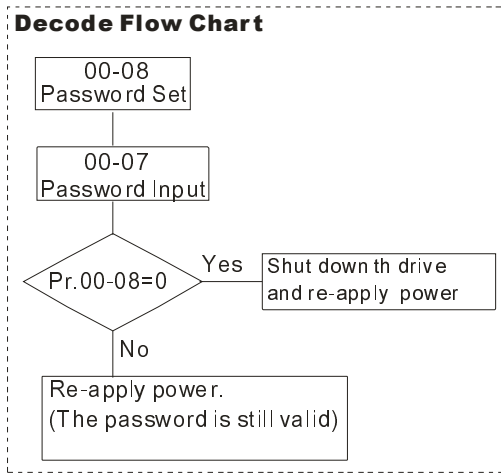 Decode Flow Chart
00-08
Password Set
00-07
Password Input
Pr.00-08=0
Yes
Shut down th drive
and re-apply power
No
Re-apply power.
(The password is still valid)